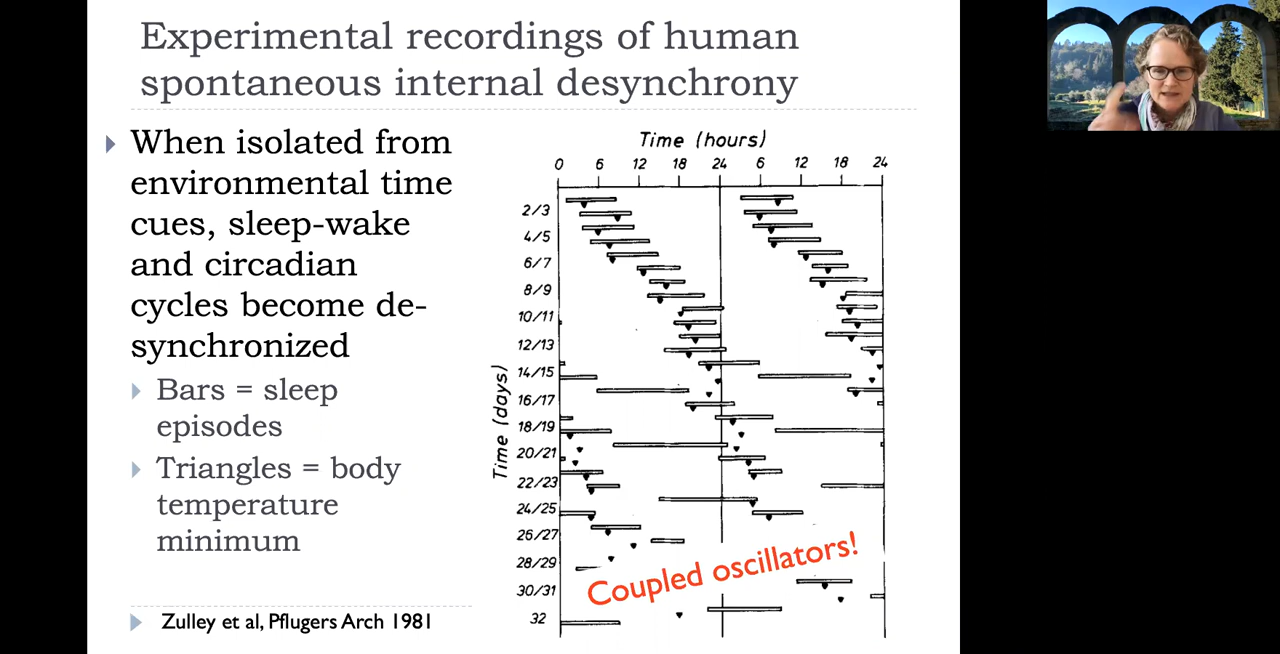 Experimental recordings of human
spontaneous internal desynchrony
When isolated from
environmental time
cues, sleep-wake
and circadian
cycles become de-
synchronized
Bars = sleep
episodes
Triangles = body
temperature
minimum
Zulley et al, Pflugers Arch 1981
Time (hours)
0 6 12 18 24 6 12 18 24
Time (days)
2/3
4/5
6/7
8/9
10/11
12/13
14/15
16/17
18/19
20/21
22/23
24/25
26/27
28/29
30/31
32
Coupled oscillators!